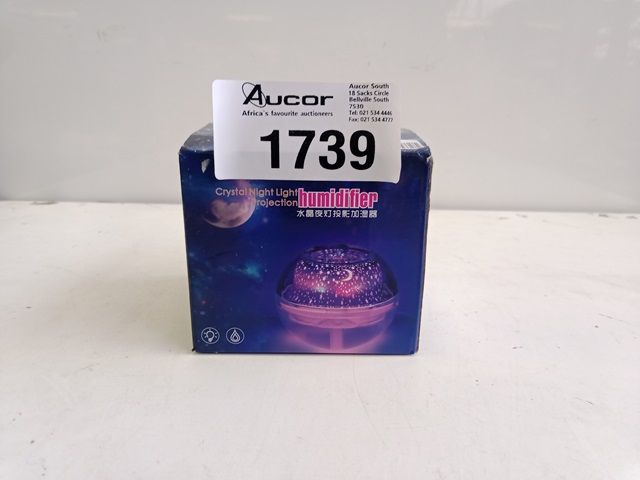 Aucor
Africa's favourite auctioneers
Aucor South
18 Sacks Circle
Bellville South
7530
Tel: 021 534 4446
Fax: 021 534 4777
1739
Crystal Night Light
Projection
humidifier
水晶夜灯投影加湿器